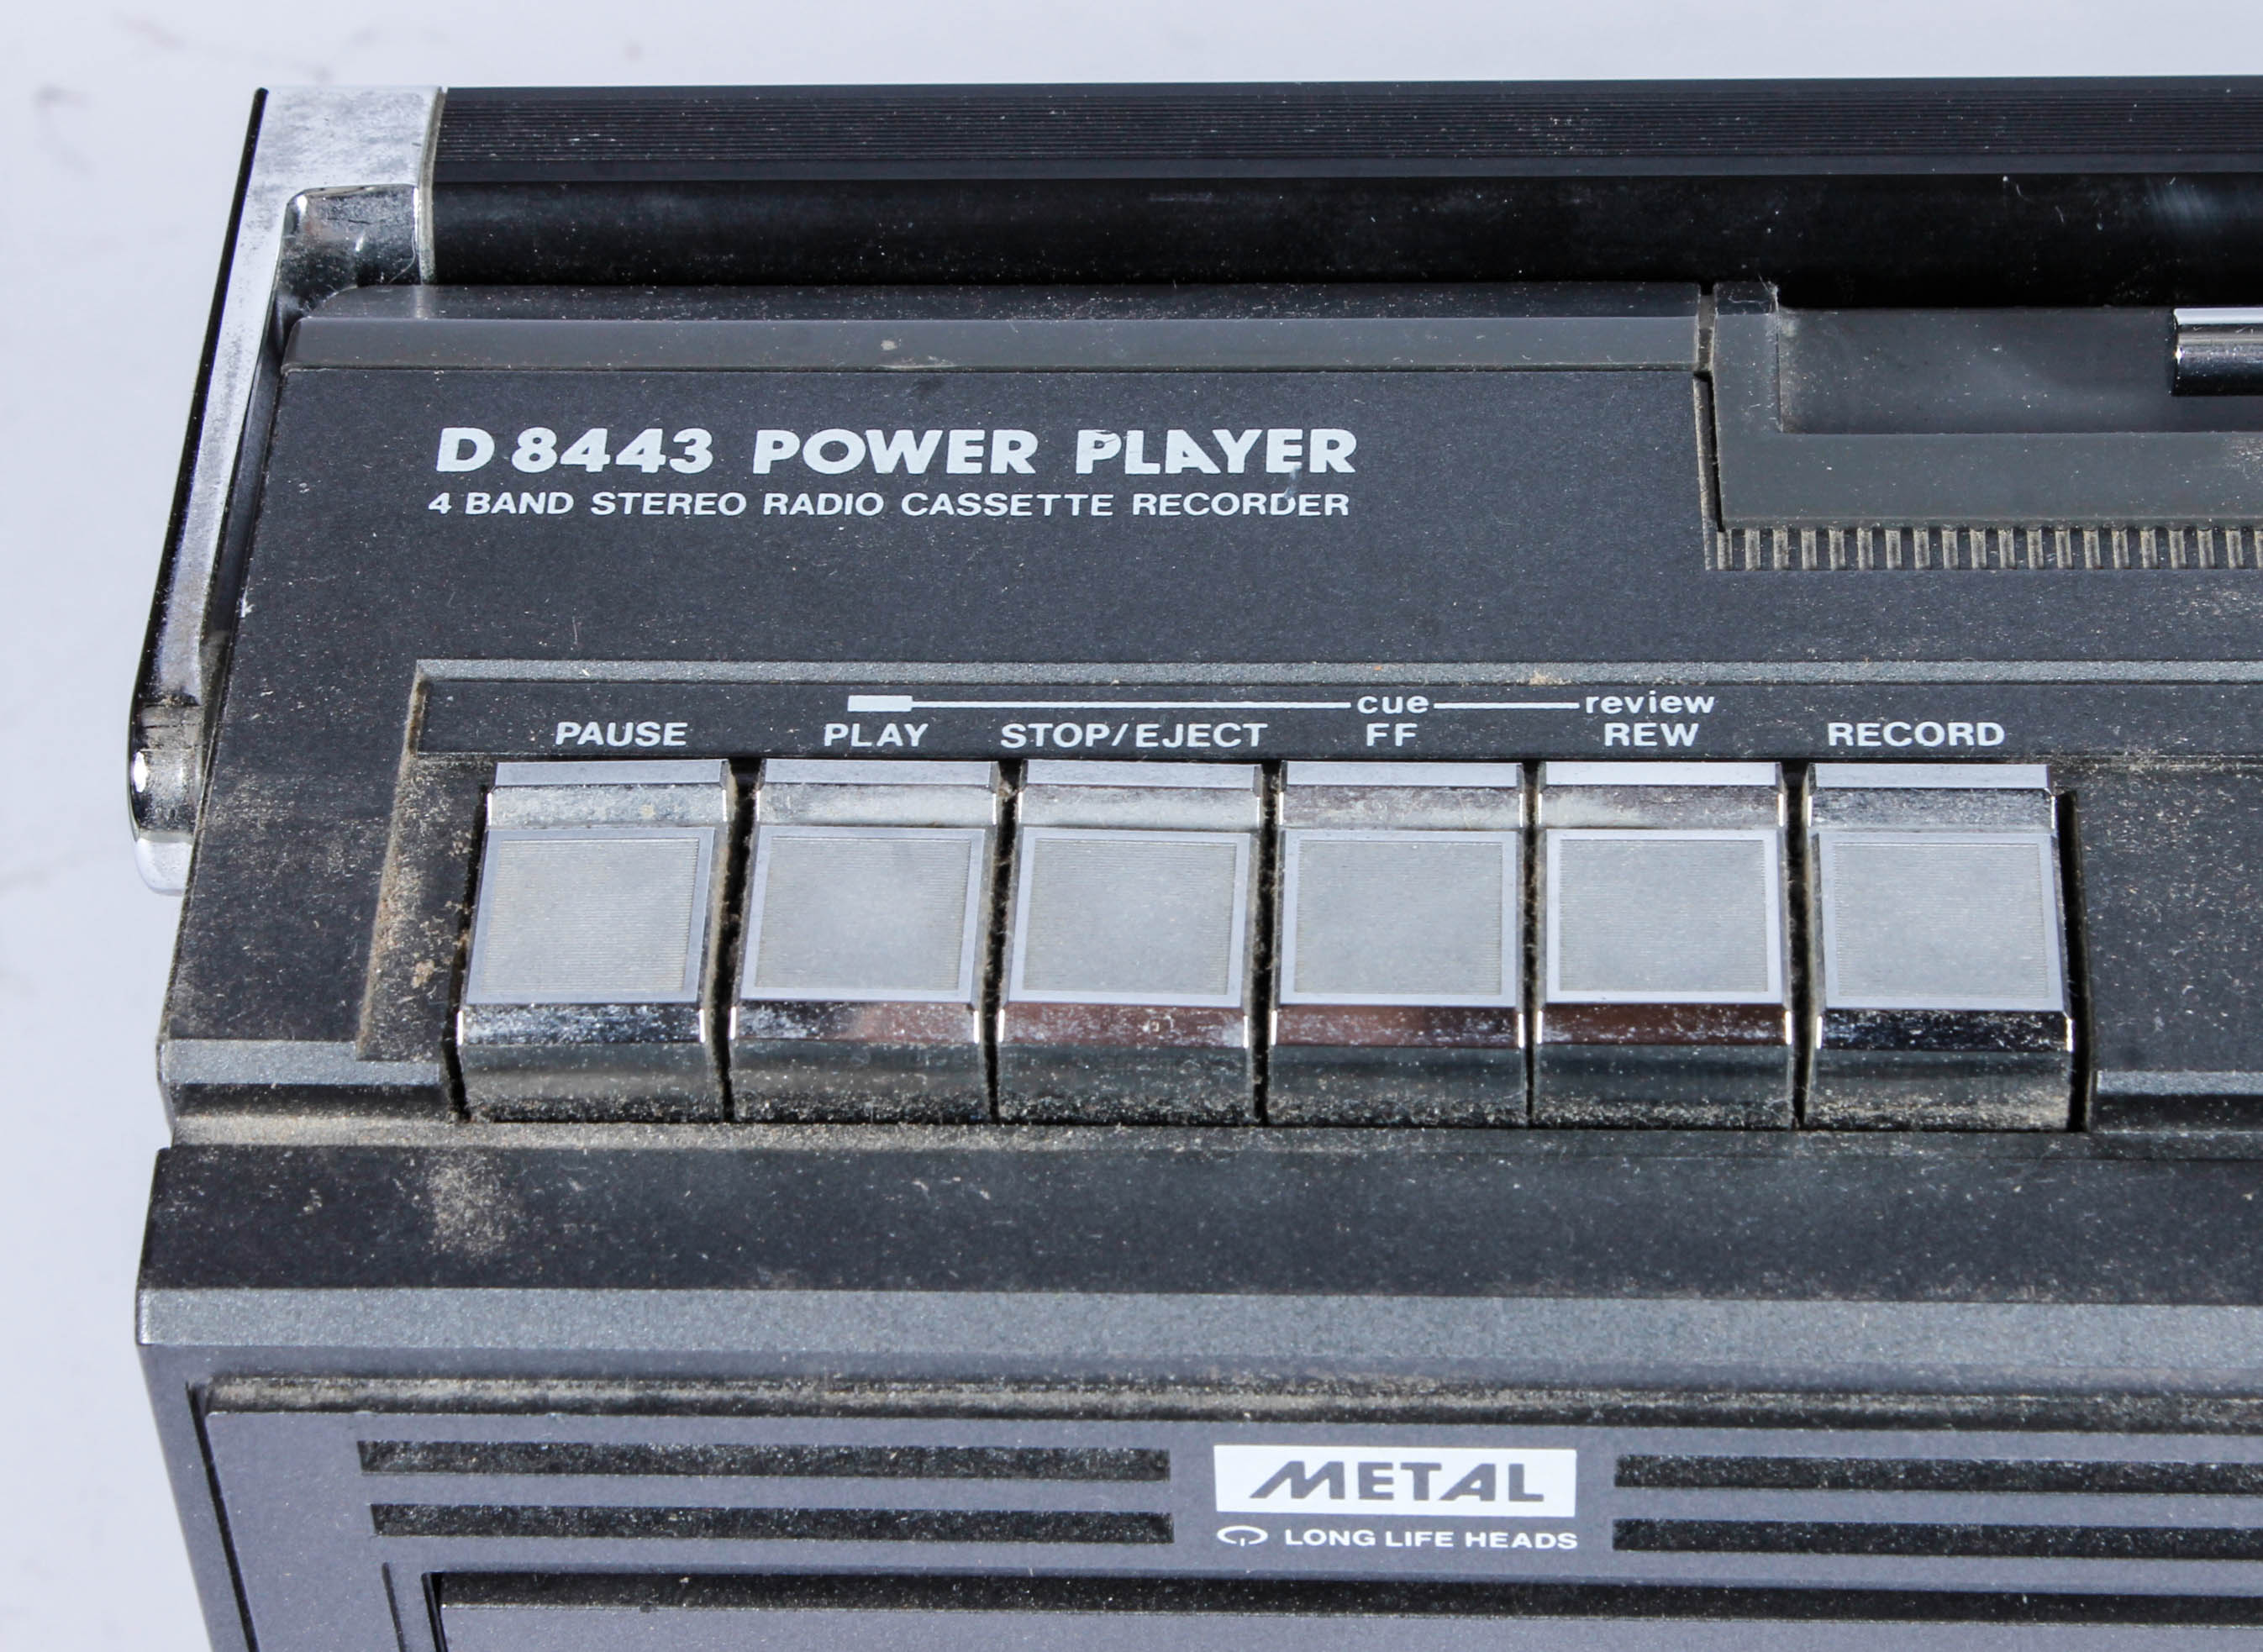 D 8443 POWER PLAYER
4 BAND STEREO RADIO CASSETTE RECORDER
cue review
PAUSE PLAY STOP/EJECT FF REW RECORD
METAL
LONG LIFE HEADS